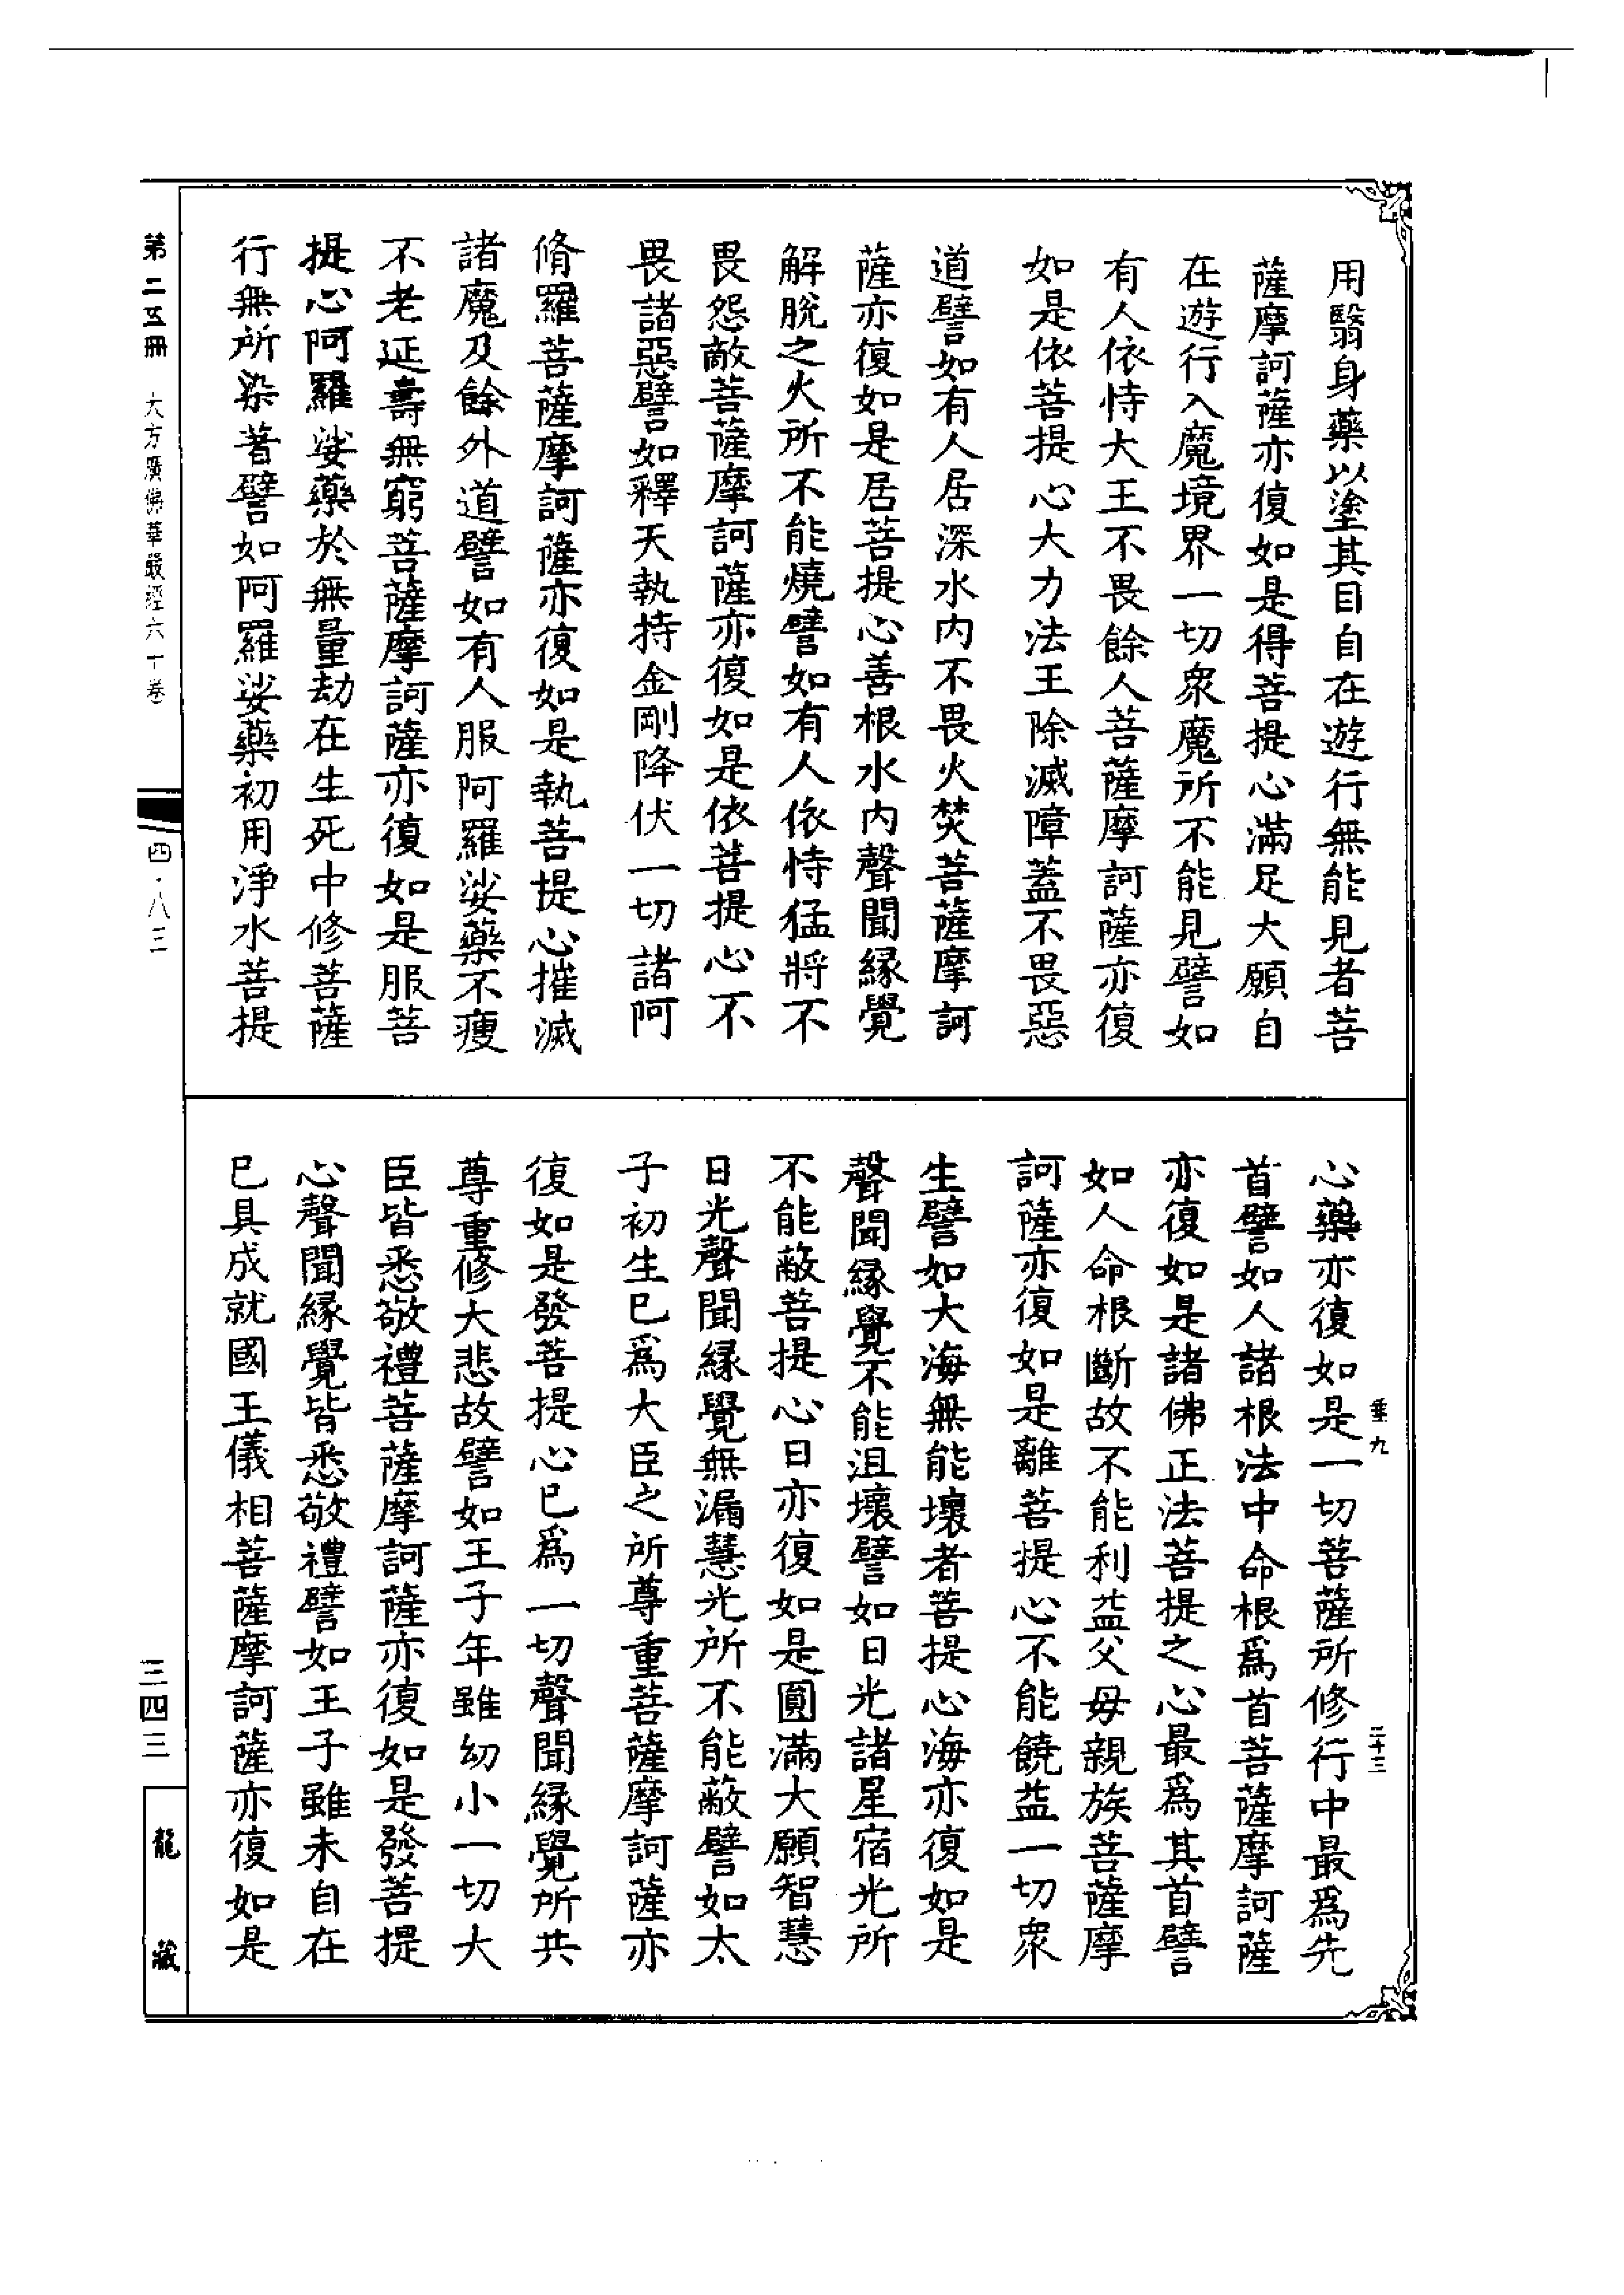 用翳身藥以塗其目自在遊行無能見者菩
薩摩訶薩亦復如是得菩提心滿足大願自
在遊行入魔境界一切衆魔所不能見譬如
有人依恃大王不畏餘人菩薩摩訶薩亦復
如是依菩提心大力法王除滅障蓋不畏惡
道譬如有人居深水內不畏火焚菩薩摩訶
薩亦復如是居菩提心善根水內聲聞緣覺
解脫之火所不能燒譬如有人依恃猛將不
畏怨敵菩薩摩訶薩亦復如是依菩提心不
畏諸惡譬如釋天執持金剛降伏一切諸阿
脩羅菩薩摩訶薩亦復如是執菩提心摧滅
諸魔及餘外道譬如有人服阿羅娑藥不瘦
不老延壽無窮菩薩摩訶薩亦復如是服菩
提心阿羅娑藥於無量劫在生死中修菩薩
行無所染著譬如阿羅娑藥初用淨水菩提
心藥亦復如是一切菩薩所修行中最爲先
首譬如人諸根法中命根爲首菩薩摩訶薩
亦復如是諸佛正法菩提之心最爲其首譬
如人命根斷故不能利益父母親族菩薩摩
訶薩亦復如是離菩提心不能饒益一切衆
生譬如大海無能壞者菩提心海亦復如是
聲聞緣覺不能沮壞譬如日光諸星宿光所
不能蔽菩提心日亦復如是圓滿大願智慧
日光聲聞緣覺無漏慧光所不能蔽譬如太
子初生已爲大臣之所尊重菩薩摩訶薩亦
復如是發菩提心已爲一切聲聞緣覺所共
尊重修大悲故譬如王子年雖幼小一切大
臣皆悉敬禮菩薩摩訶薩亦復如是發菩提
心聲聞緣覺皆悉敬禮譬如王子雖未自在
已具成就國王儀相菩薩摩訶薩亦復如是
垂九
二十三
第二五冊 大方廣佛華嚴經六十卷
四·八三
三四三
龍藏